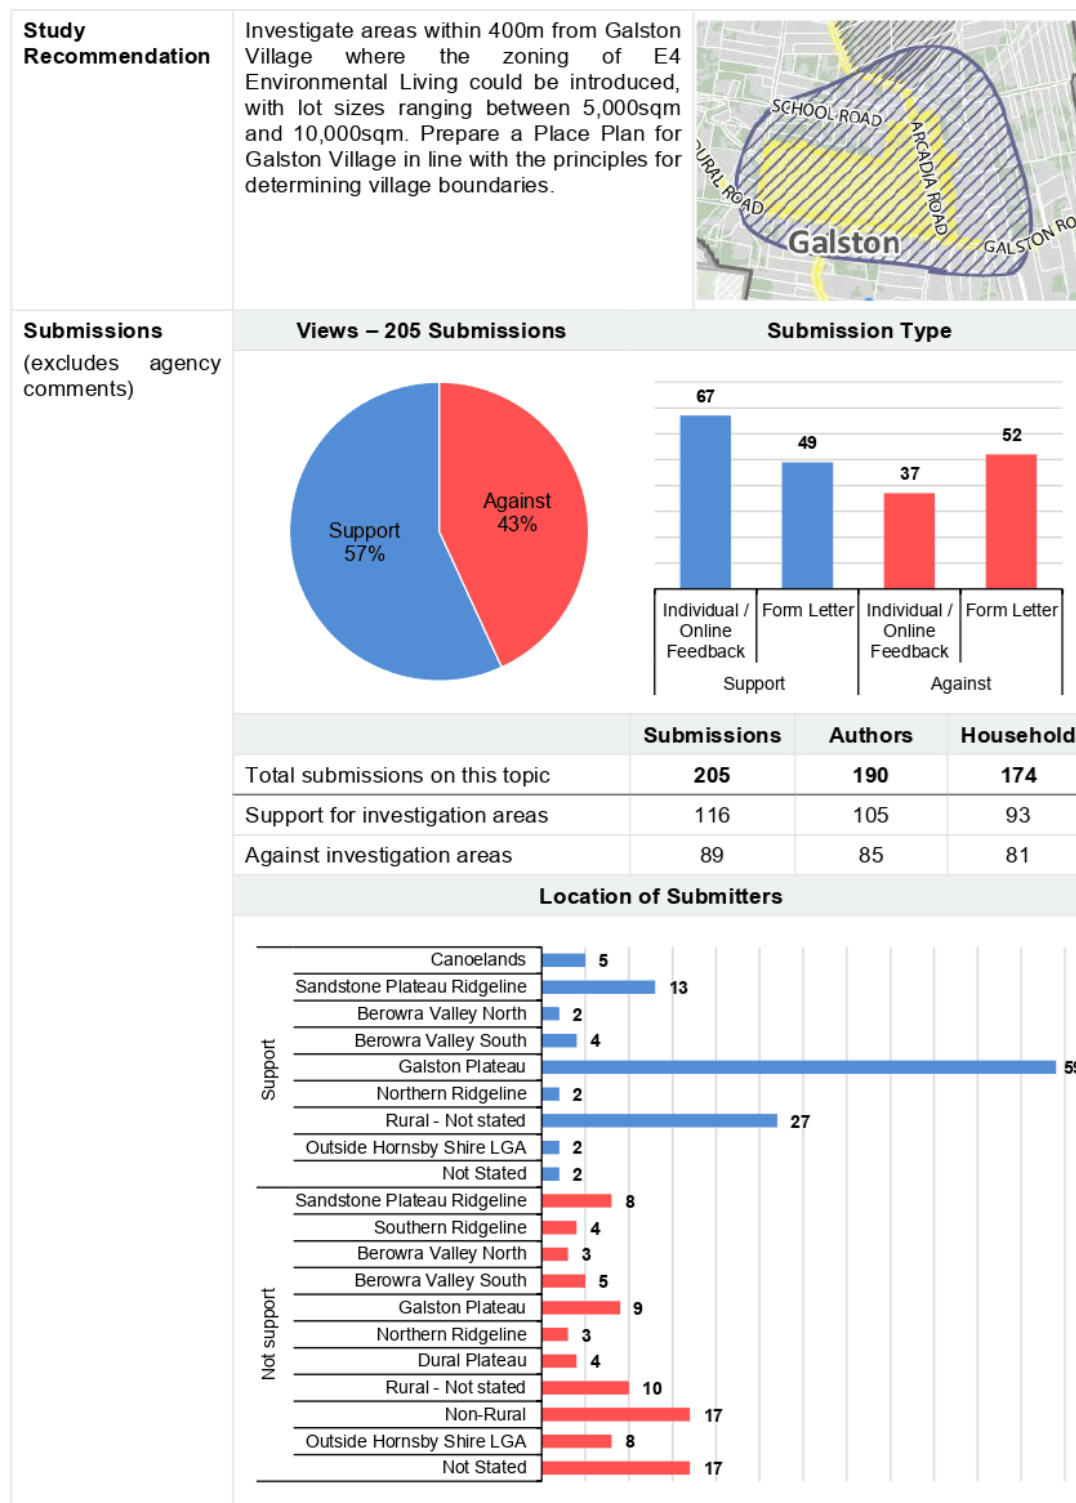 Study
Recommendation
Investigate areas within 400m from Galston
Village where the zoning of E4
Environmental Living could be introduced,
with lot sizes ranging between 5,000sqm
and 10,000sqm. Prepare a Place Plan for
Galston Village in line with the principles for
determining village boundaries.
SCHOOL ROAD
ARCADIA ROAD
ROAD
GALSTON RO
Galston
Submissions
(excludes agency
comments)
Views – 205 Submissions
Submission Type
Against
43%
Support
57%
67
49
37
52
Individual /
Online
Feedback
Form Letter
Individual /
Online
Feedback
Form Letter
Support
Against
Submissions Authors Household
Total submissions on this topic 205 190 174
Support for investigation areas 116 105 93
Against investigation areas 89 85 81
Location of Submitters
Support
Canoelands 5
Sandstone Plateau Ridgeline 13
Berowra Valley North 2
Berowra Valley South 4
Galston Plateau 59
Northern Ridgeline 2
Rural - Not stated 27
Outside Hornsby Shire LGA 2
Not Stated 2
Not support
Sandstone Plateau Ridgeline 8
Southern Ridgeline 4
Berowra Valley North 3
Berowra Valley South 5
Galston Plateau 9
Northern Ridgeline 3
Dural Plateau 4
Rural - Not stated 10
Non-Rural 17
Outside Hornsby Shire LGA 8
Not Stated 17